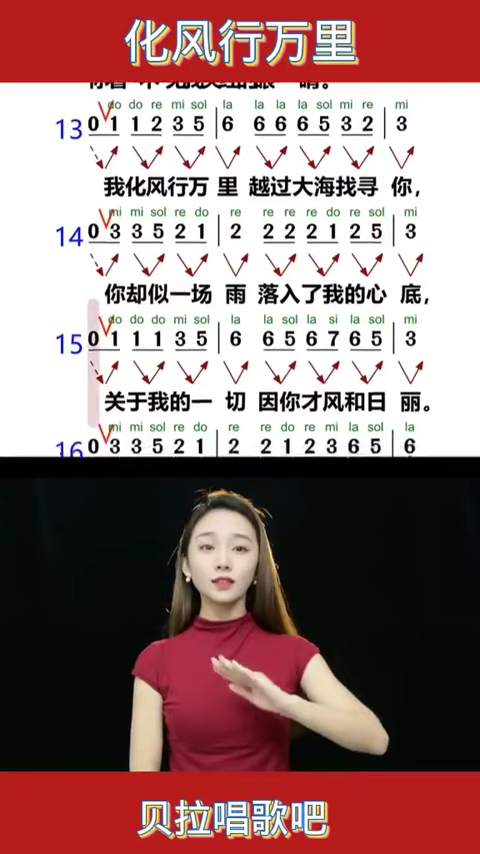 化风行万里
do do re mi sol la la la la sol mi re mi
13 0 1 1 2 3 5 | 6 6 6 6 5 3 2 | 3
我化风行万 里 越过大海找寻 你，
mi mi sol re do re re re re do re sol mi
14 0 3 3 5 2 1 | 2 2 2 2 1 2 5 | 3
你却似一场 雨 落入了我的心 底，
do do do mi sol la la sol la si la sol mi
15 0 1 1 1 3 5 | 6 6 5 6 7 6 5 | 3
关于我的一 切 因你才风和日 丽。
mi mi sol re do re re do re mi la sol la
16 0 3 3 5 2 1 | 2 2 1 2 3 6 5 | 6
贝拉唱歌吧